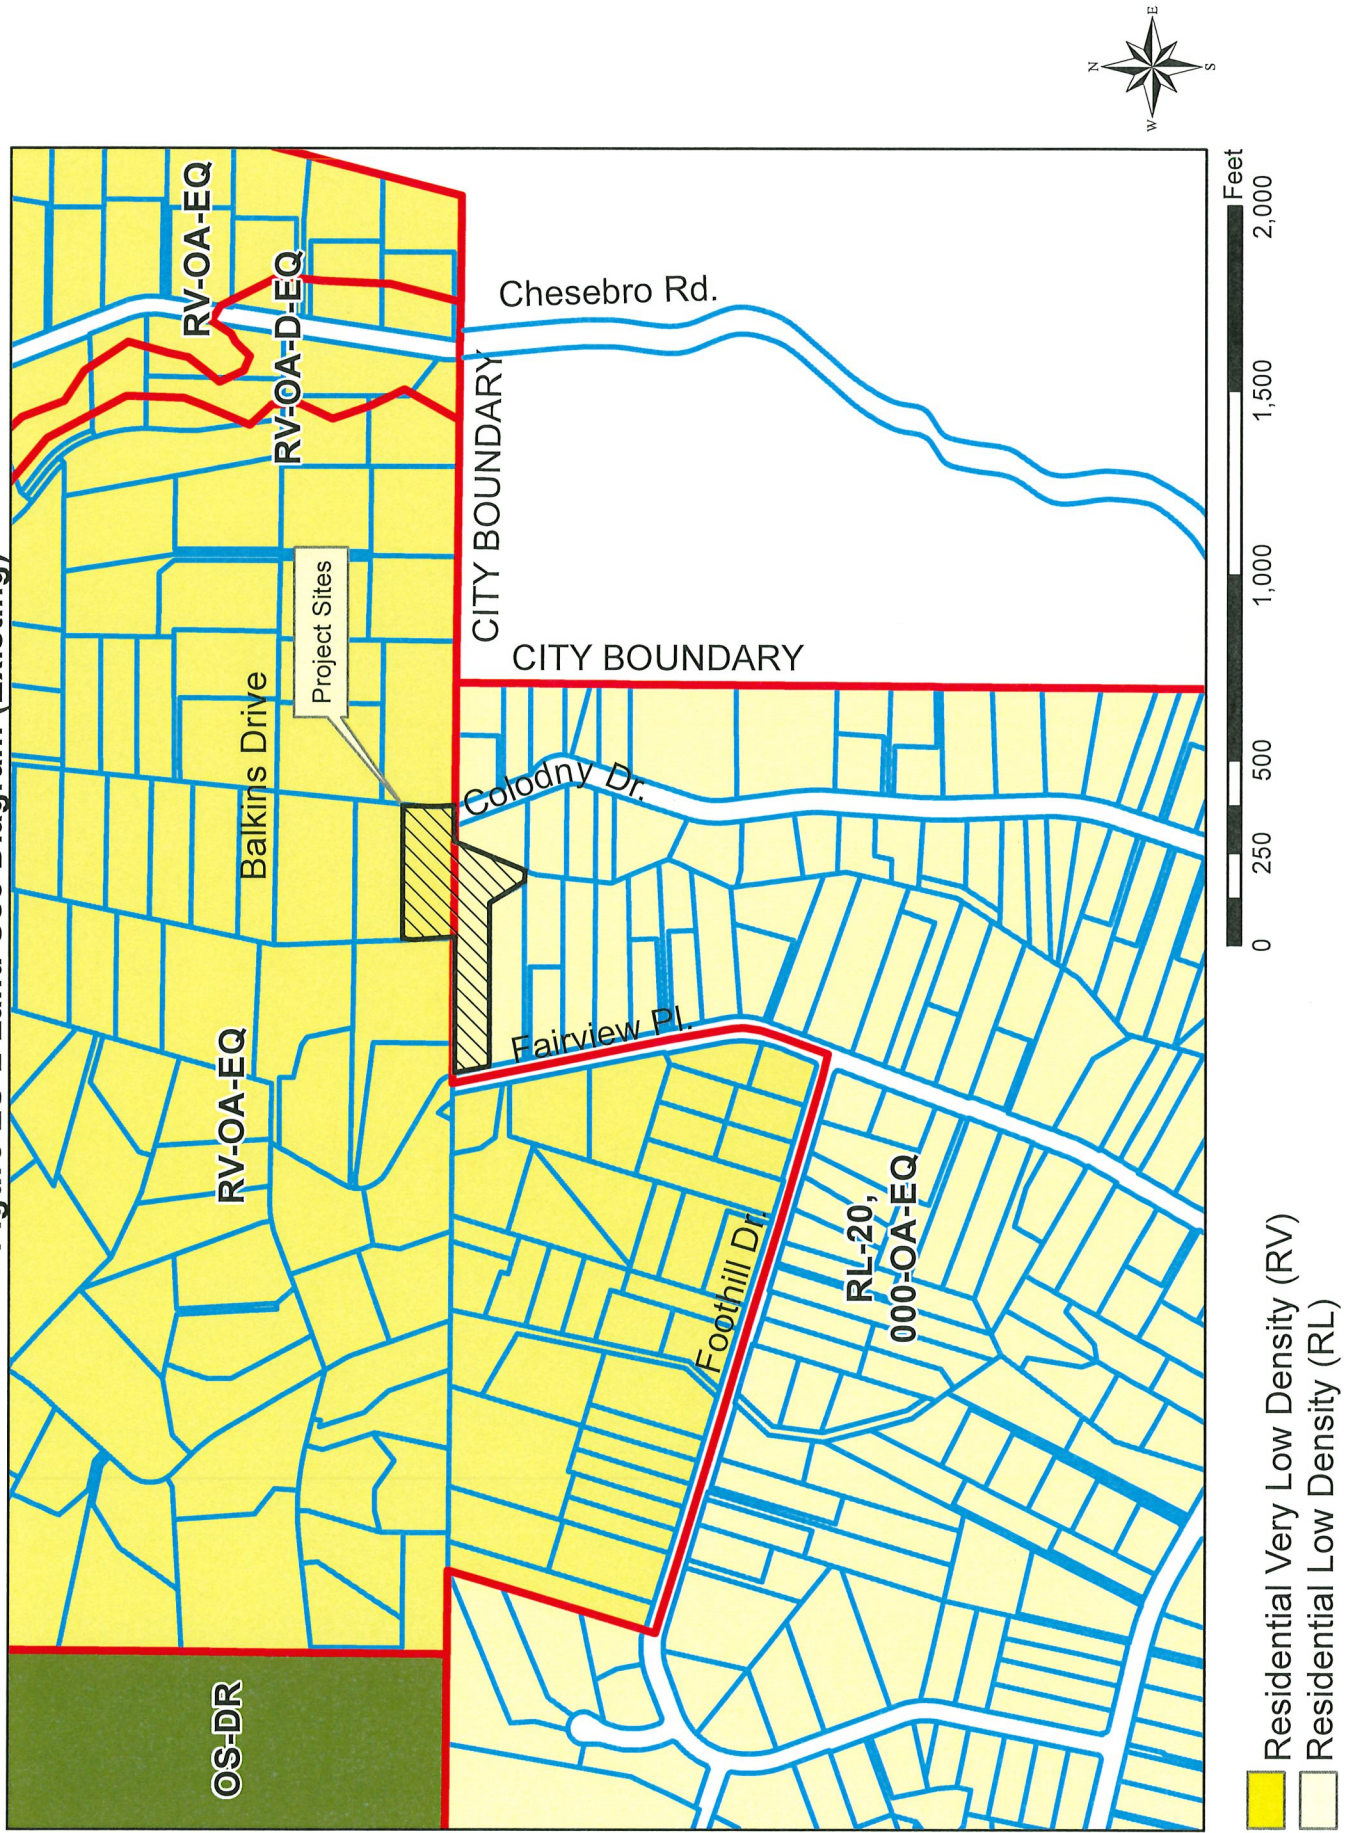 RV-OA-EQ
RV-OA-D-EQ
Chesebro Rd.
CITY BOUNDARY
CITY BOUNDARY
Project Sites
Balkins Drive
Colodny Dr.
Fairview Pl.
RV-OA-EQ
Foothill Dr.
RL-20,
000-OA-EQ
OS-DR
N
E
S
W
0
250
500
1,000
1,500
2,000
Feet
Residential Very Low Density (RV)
Residential Low Density (RL)